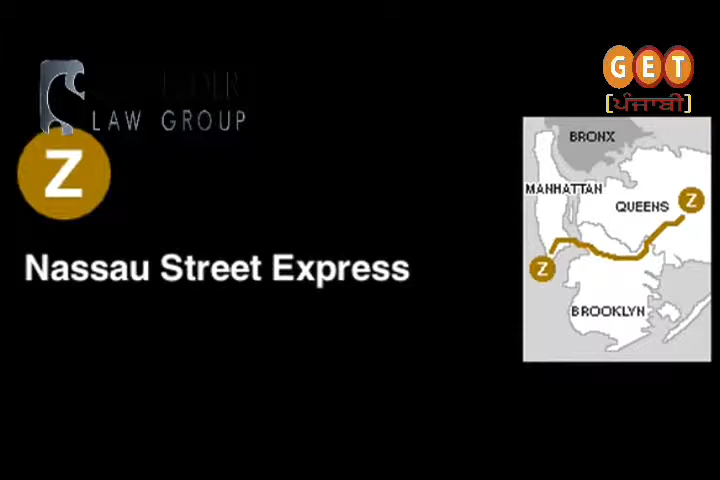 LAW GROUP
GET
[ਪੰਜਾਬੀ]
Z
Nassau Street Express
BRONX
MANHATTAN
QUEENS
Z
Z
BROOKLYN